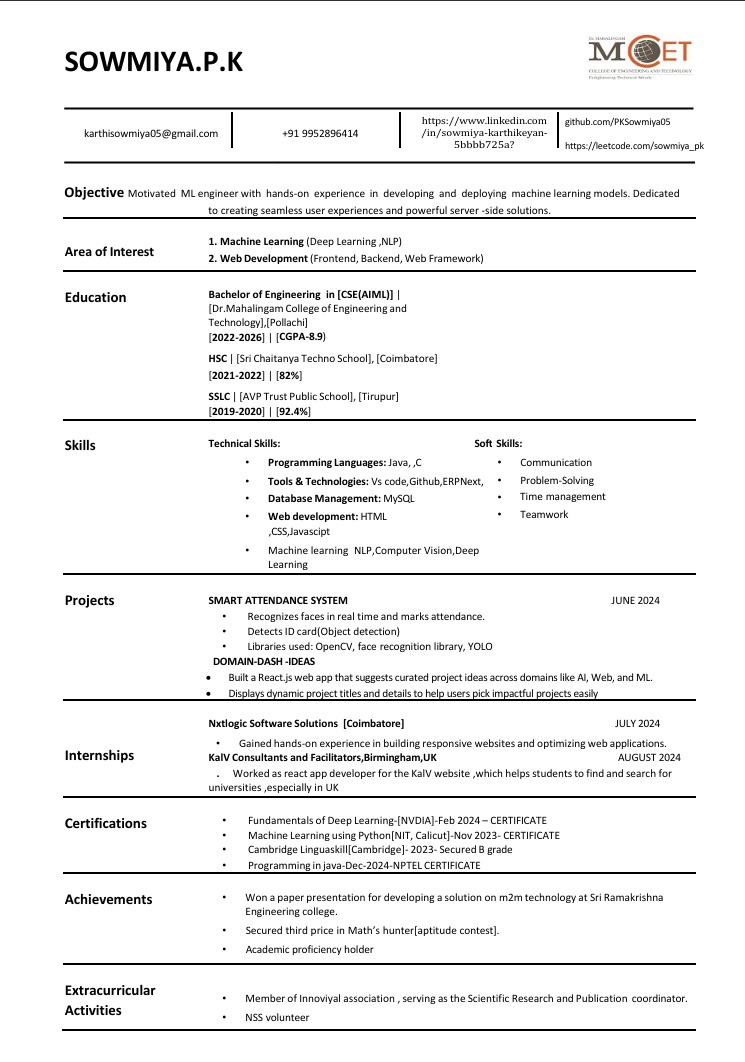 SOWMIYA.P.K
Dr. MAHALINGAM
MCET
COLLEGE OF ENGINEERING AND TECHNOLOGY
Enlightening Technical Minds
karthisowmiya05@gmail.com
+91 9952896414
https://www.linkedin.com
/in/sowmiya-karthikeyan-
5bbbb725a?
github.com/PKSowmiya05
https://leetcode.com/sowmiya_pk
Objective Motivated ML engineer with hands-on experience in developing and deploying machine learning models. Dedicated
to creating seamless user experiences and powerful server -side solutions.
Area of Interest
1. Machine Learning (Deep Learning ,NLP)
2. Web Development (Frontend, Backend, Web Framework)
Education
Bachelor of Engineering in [CSE(AIML)] |
[Dr.Mahalingam College of Engineering and
Technology],[Pollachi]
[2022-2026] | [CGPA-8.9)
HSC | [Sri Chaitanya Techno School], [Coimbatore]
[2021-2022] | [82%]
SSLC | [AVP Trust Public School], [Tirupur]
[2019-2020] | [92.4%]
Skills
Technical Skills:
• Programming Languages: Java, ,C
• Tools & Technologies: Vs code,Github,ERPNext,
• Database Management: MySQL
• Web development: HTML
,CSS,Javascipt
• Machine learning NLP,Computer Vision,Deep
Learning
Soft Skills:
• Communication
• Problem-Solving
• Time management
• Teamwork
Projects
SMART ATTENDANCE SYSTEM JUNE 2024
• Recognizes faces in real time and marks attendance.
• Detects ID card(Object detection)
• Libraries used: OpenCV, face recognition library, YOLO
DOMAIN-DASH -IDEAS
• Built a React.js web app that suggests curated project ideas across domains like AI, Web, and ML.
• Displays dynamic project titles and details to help users pick impactful projects easily
Internships
Nxtlogic Software Solutions [Coimbatore] JULY 2024
• Gained hands-on experience in building responsive websites and optimizing web applications.
KalV Consultants and Facilitators,Birmingham,UK AUGUST 2024
. Worked as react app developer for the KalV website ,which helps students to find and search for
universities ,especially in UK
Certifications
• Fundamentals of Deep Learning-[NVDIA]-Feb 2024 – CERTIFICATE
• Machine Learning using Python[NIT, Calicut]-Nov 2023- CERTIFICATE
• Cambridge Linguaskill[Cambridge]- 2023- Secured B grade
• Programming in java-Dec-2024-NPTEL CERTIFICATE
Achievements
• Won a paper presentation for developing a solution on m2m technology at Sri Ramakrishna
Engineering college.
• Secured third price in Math's hunter[aptitude contest].
• Academic proficiency holder
Extracurricular
Activities
• Member of Innoviyal association , serving as the Scientific Research and Publication coordinator.
• NSS volunteer